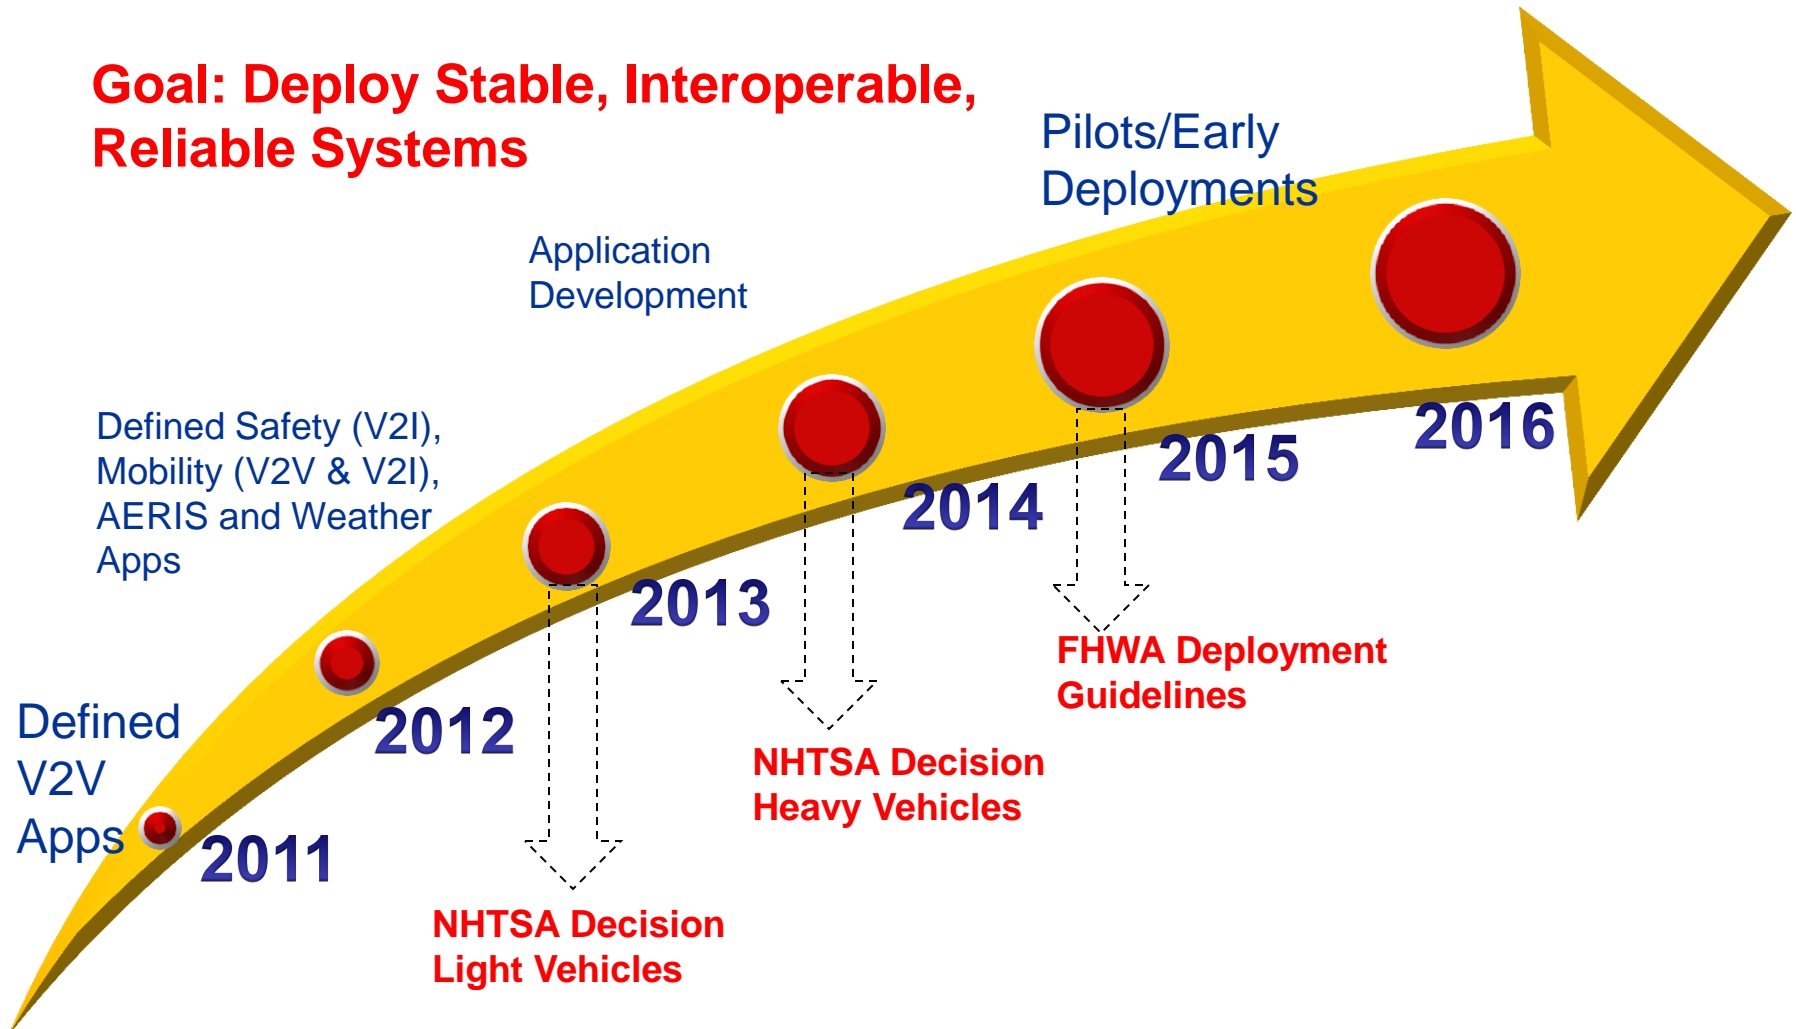 Goal: Deploy Stable, Interoperable,
Reliable Systems
Pilots/Early
Deployments
Application
Development
Defined Safety (V2I),
Mobility (V2V & V2I),
AERIS and Weather
Apps
Defined
V2V
Apps
2011
2012
2013
2014
2015
2016
FHWA Deployment
Guidelines
NHTSA Decision
Heavy Vehicles
NHTSA Decision
Light Vehicles